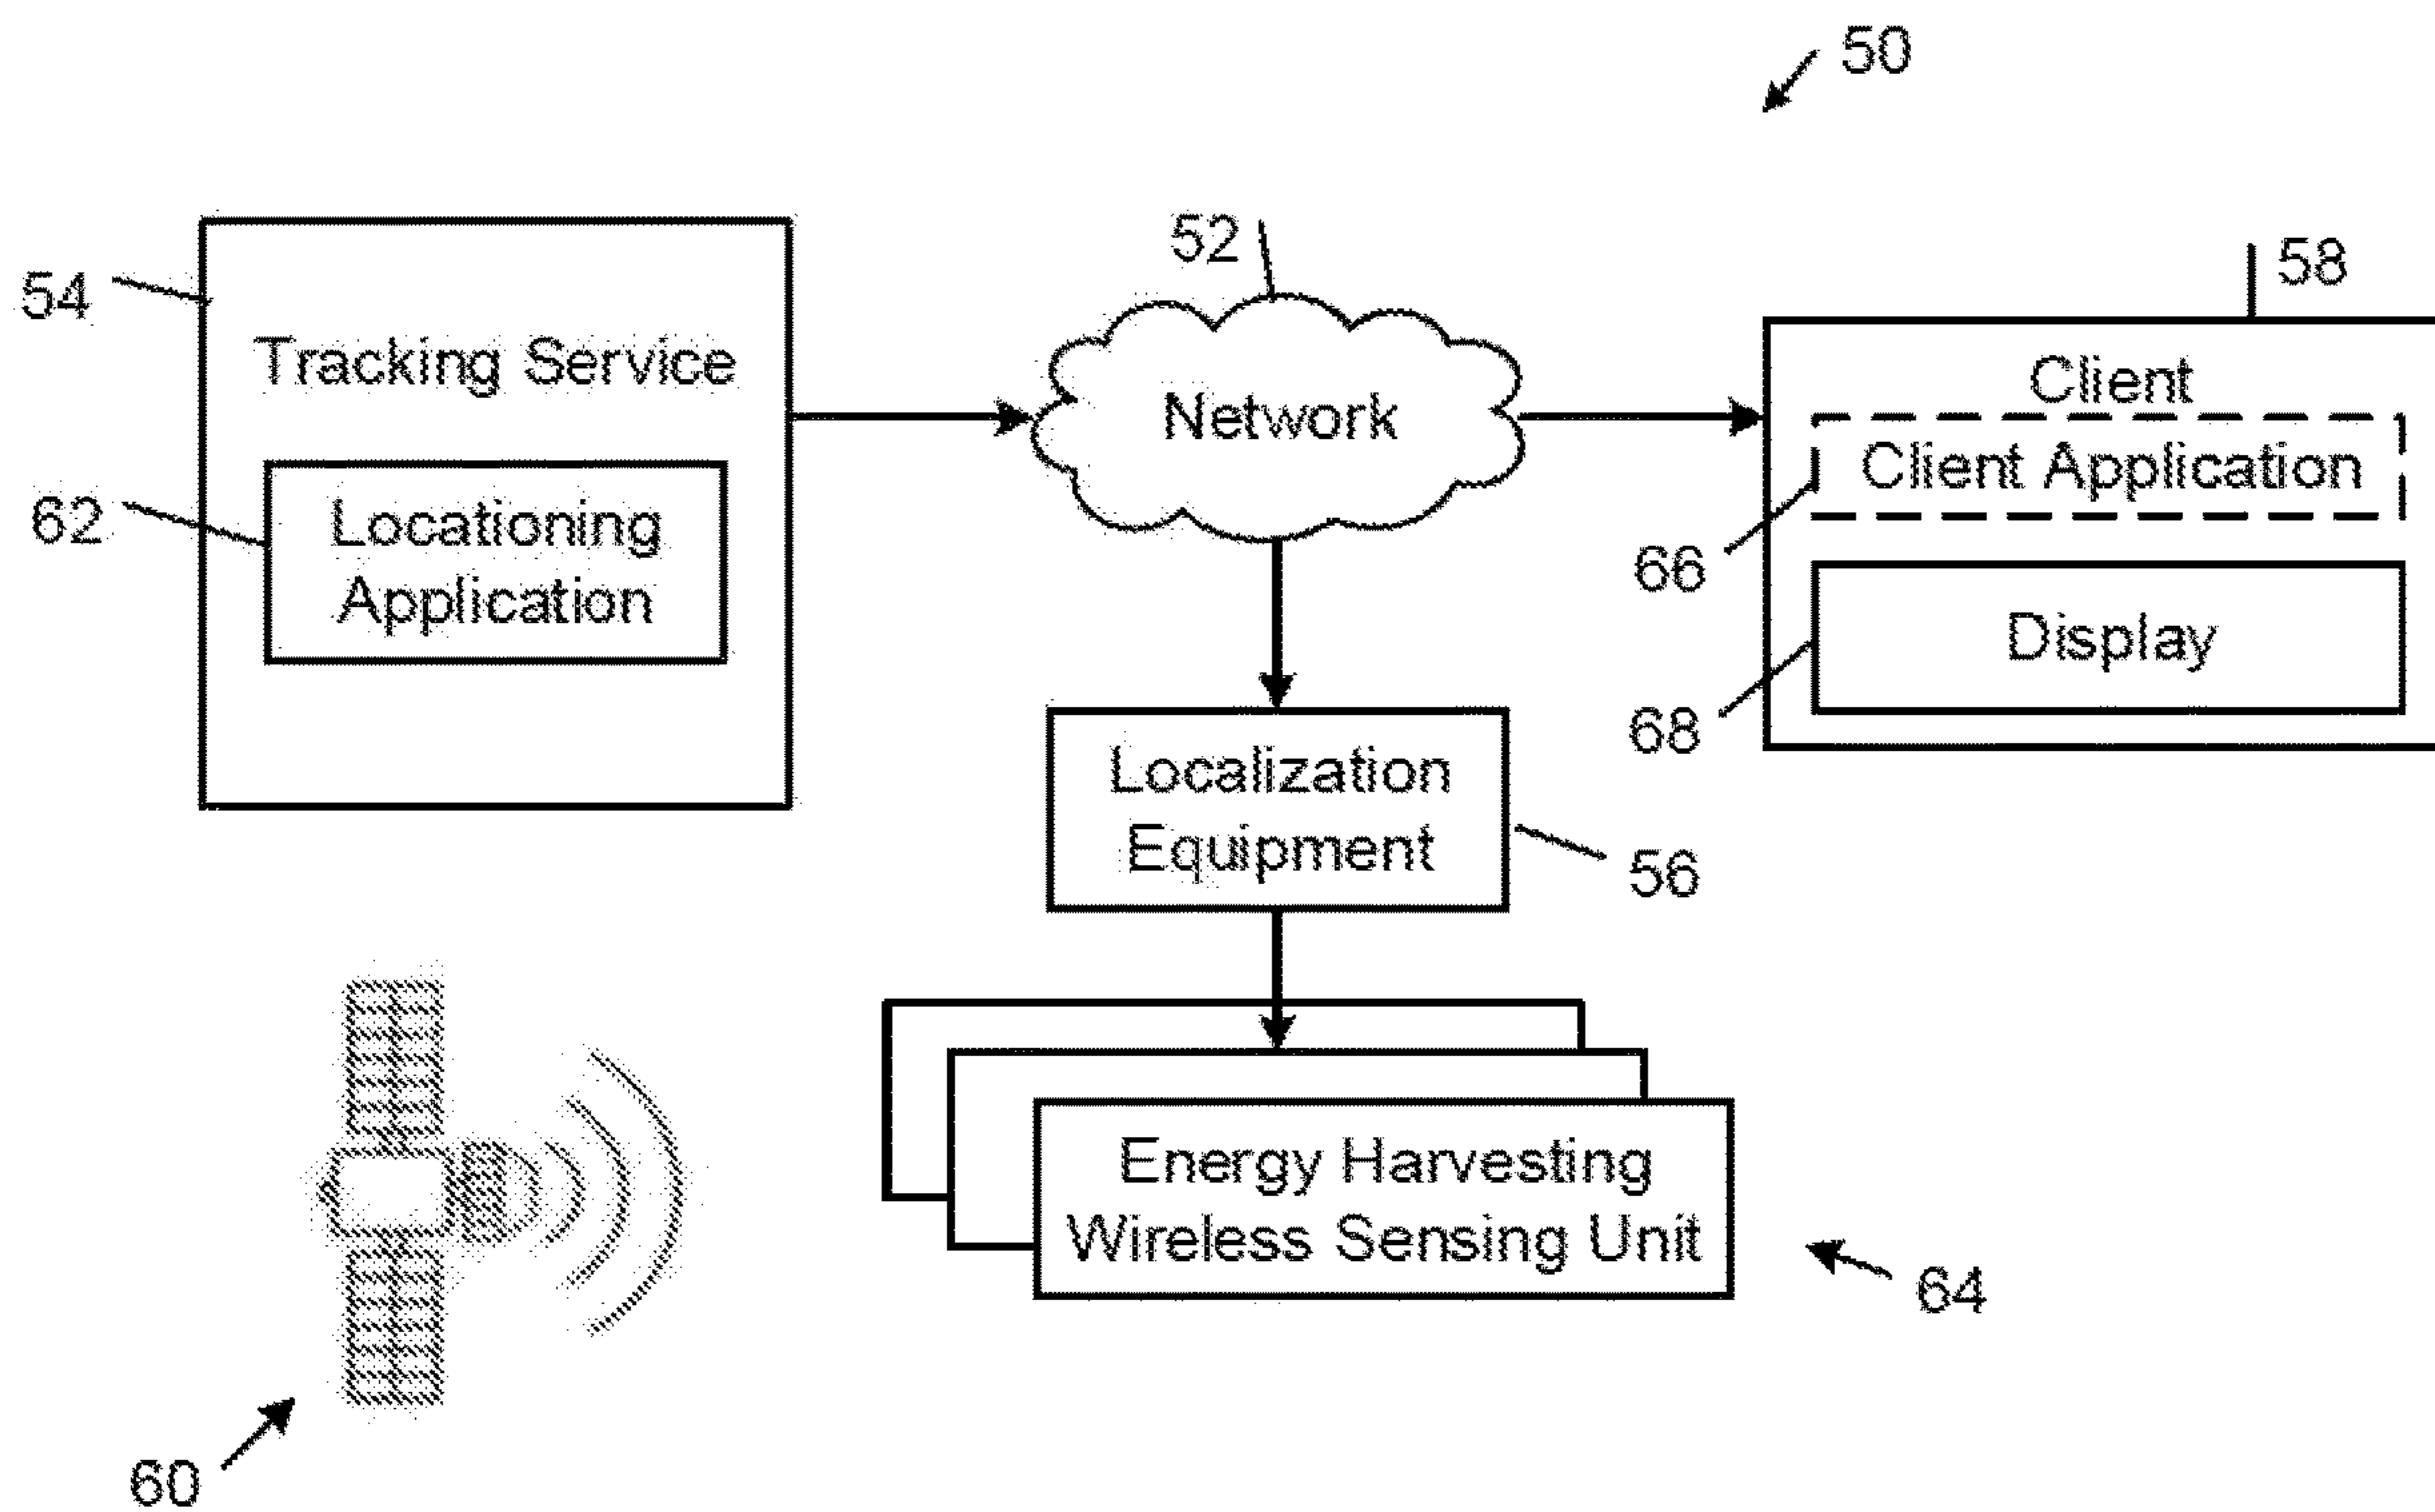 50
52
58
54
Tracking Service
Client
Network
Client Application
62
Locationing
Application
66
Display
68
Localization
Equipment
56
Energy Harvesting
Wireless Sensing Unit
64
60